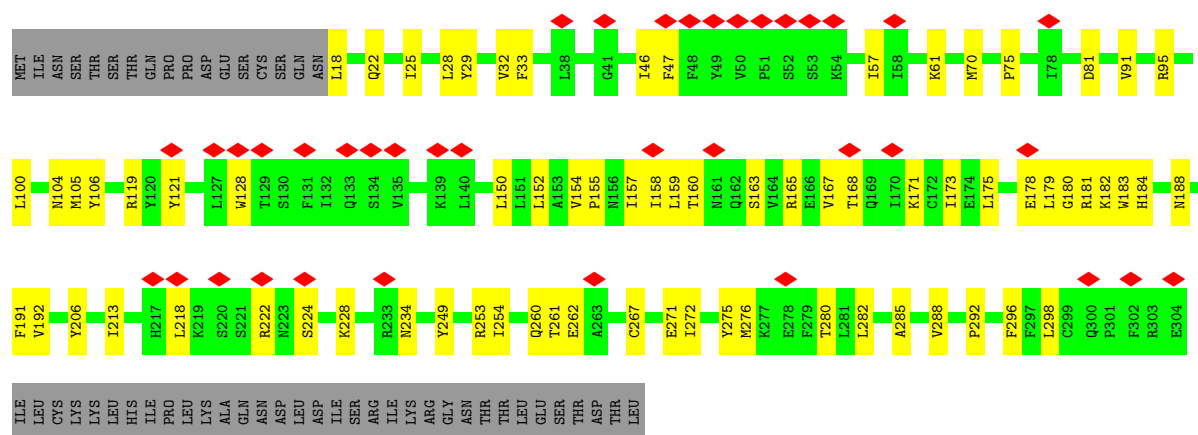 MET ILE ASN SER THR SER THR GLN PRO PRO ASP GLU SER CYS SER GLN ASN L18 Q22 I25 L28 Y29 V32 F33 L38 G41 I46 F47 F48 Y49 V50 P51 S52 S53 K54 I57 I58 K61 M70 P75 I78 D81 V91 R95
L100 N104 M105 Y106 R119 Y120 Y121 L127 W128 T129 S130 F131 I132 Q133 S134 V135 K139 L140 L150 L151 L152 A153 V154 P155 N156 I157 I158 L159 T160 N161 Q162 S163 V164 R165 E166 V167 T168 Q169 I170 K171 C172 I173 E174 L175 E178 L179 G180 R181 K182 W183 H184 N188
F191 V192 Y206 I213 H217 L218 K219 S220 S221 R222 N223 S224 K228 R233 N234 Y249 R253 I254 Q260 T261 E262 A263 C267 E271 I272 Y275 M276 K277 E278 F279 T280 L281 L282 A285 V288 P292 F296 F297 L298 C299 Q300 P301 F302 R303 E304
ILE LEU CYS LYS LYS LEU HIS ILE PRO LEU LYS ALA GLN ASN ASP LEU ASP ILE SER ARG ILE LYS ARG GLY ASN THR THR LEU GLU SER THR ASP THR LEU